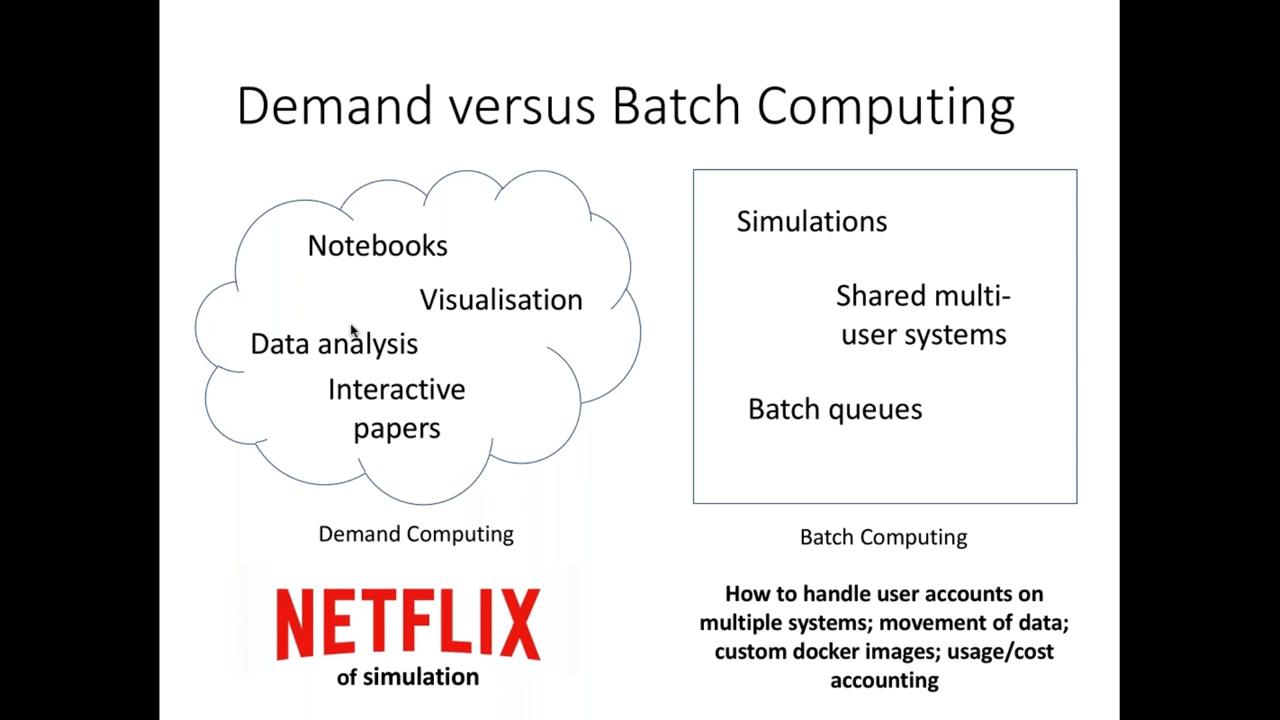 Demand versus Batch Computing
Notebooks
Visualisation
Data analysis
Interactive
papers
Demand Computing
NETFLIX
of simulation
Simulations
Shared multi-
user systems
Batch queues
Batch Computing
How to handle user accounts on
multiple systems; movement of data;
custom docker images; usage/cost
accounting